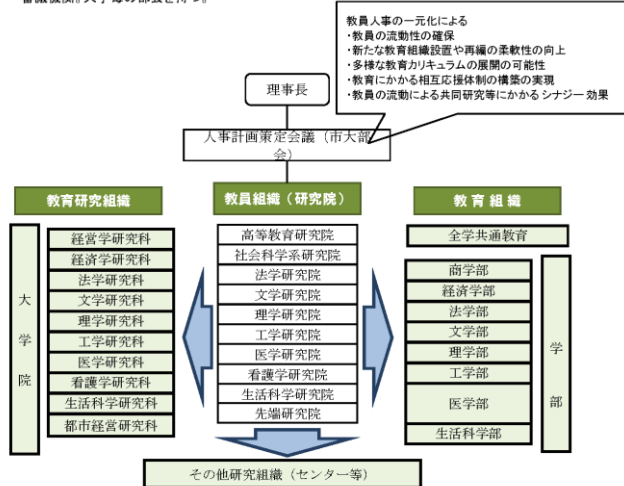 審議機関。大学毎の部会を持つ。
教員人事の一元化による
・教員の流動性の確保
・新たな教育組織設置や再編の柔軟性の向上
・多様な教育カリキュラムの展開の可能性
・教育にかかる相互応援体制の構築の実現
・教員の流動による共同研究等にかかるシナジー効果
理事長
人事計画策定会議（市大部
会）
教育研究組織
大学院
経営学研究科
経済学研究科
法学研究科
文学研究科
理学研究科
工学研究科
医学研究科
看護学研究科
生活科学研究科
都市経営研究科
教員組織（研究院）
高等教育研究院
社会科学系研究院
法学研究院
文学研究院
理学研究院
工学研究院
医学研究院
看護学研究院
生活科学研究院
先端研究院
教育組織
全学共通教育
商学部
経済学部
法学部
文学部
理学部
工学部
医学部
生活科学部
学部
その他研究組織（センター等）